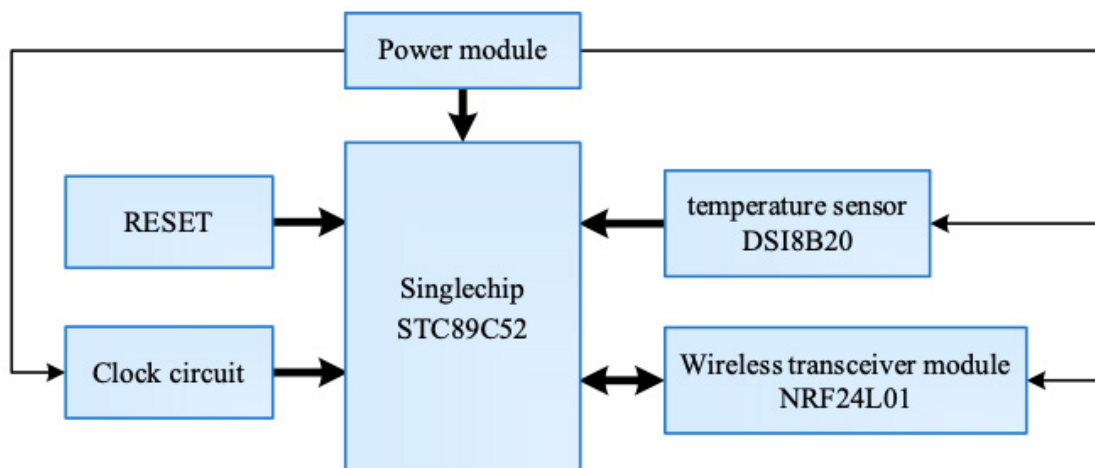 Power module
RESET
temperature sensor
DSI8B20
Singlechip
STC89C52
Clock circuit
Wireless transceiver module
NRF24L01